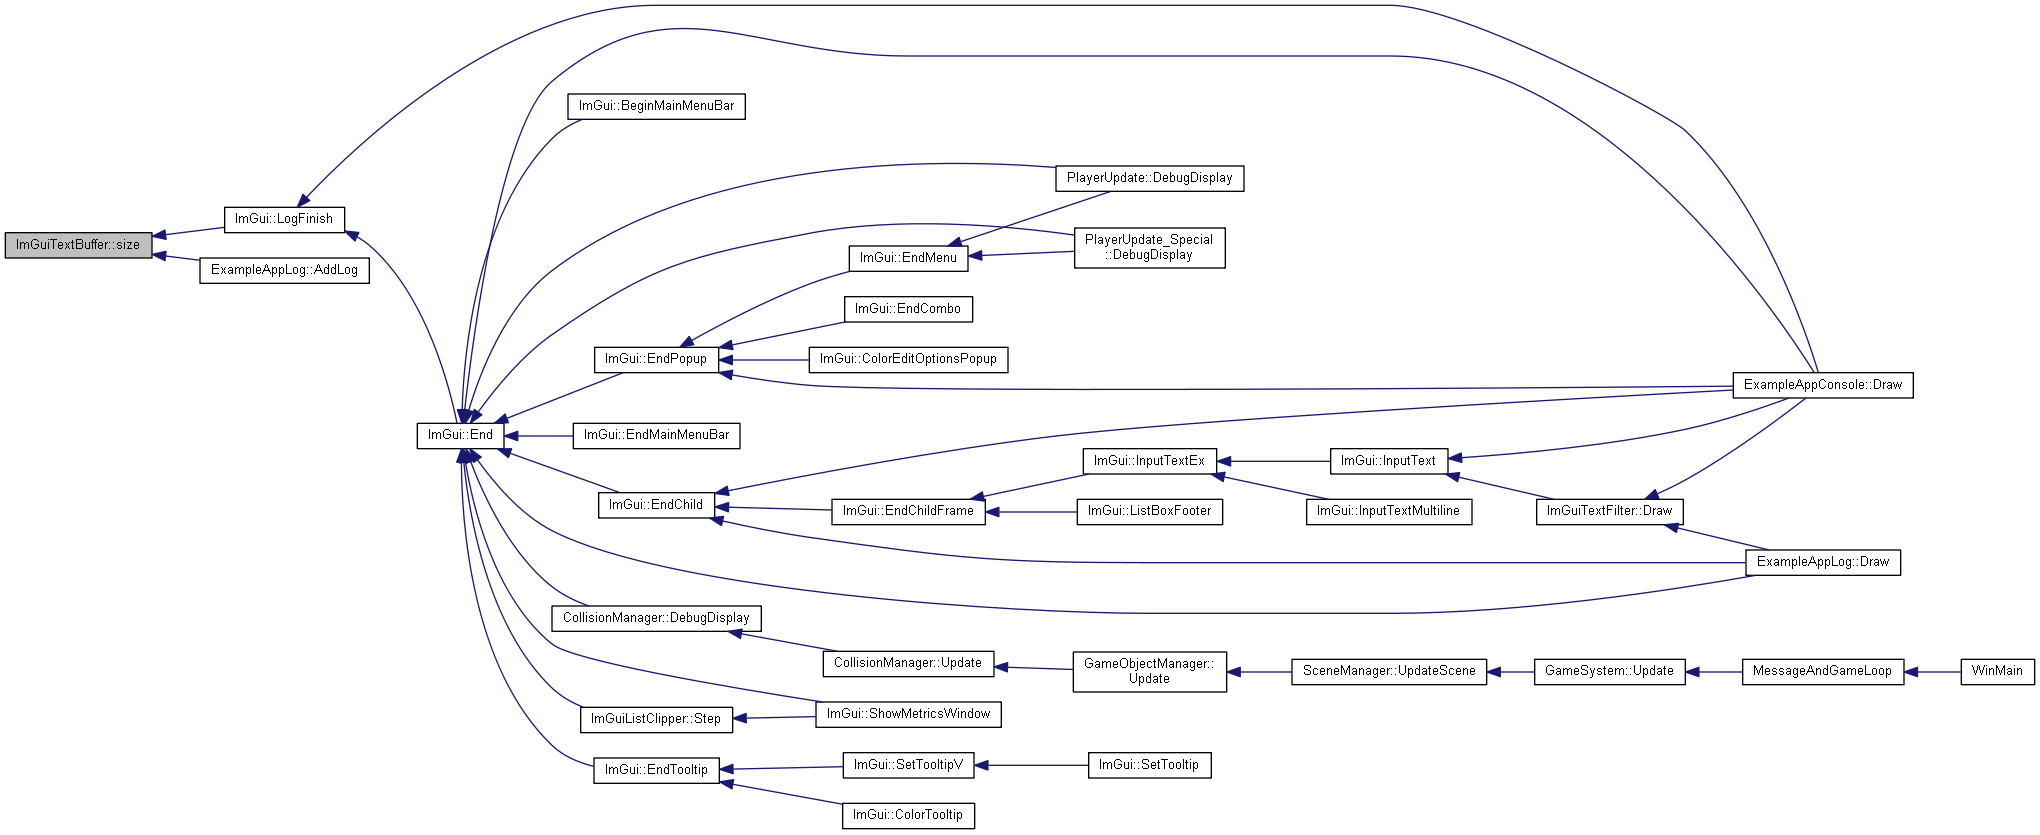 ImGui::BeginMainMenuBar
PlayerUpdate::DebugDisplay
ImGui::LogFinish
ImGuiTextBuffer::size
PlayerUpdate_Special
::DebugDisplay
ImGui::EndMenu
ExampleAppLog::AddLog
ImGui::EndCombo
ImGui::EndPopup
ImGui::ColorEditOptionsPopup
ExampleAppConsole::Draw
ImGui::End
ImGui::EndMainMenuBar
ImGui::InputTextEx
ImGui::InputText
ImGui::EndChild
ImGui::EndChildFrame
ImGui::ListBoxFooter
ImGui::InputTextMultiline
ImGuiTextFilter::Draw
ExampleAppLog::Draw
CollisionManager::DebugDisplay
CollisionManager::Update
GameObjectManager::
Update
SceneManager::UpdateScene
GameSystem::Update
MessageAndGameLoop
WinMain
ImGuiListClipper::Step
ImGui::ShowMetricsWindow
ImGui::EndTooltip
ImGui::SetTooltipV
ImGui::SetTooltip
ImGui::ColorTooltip